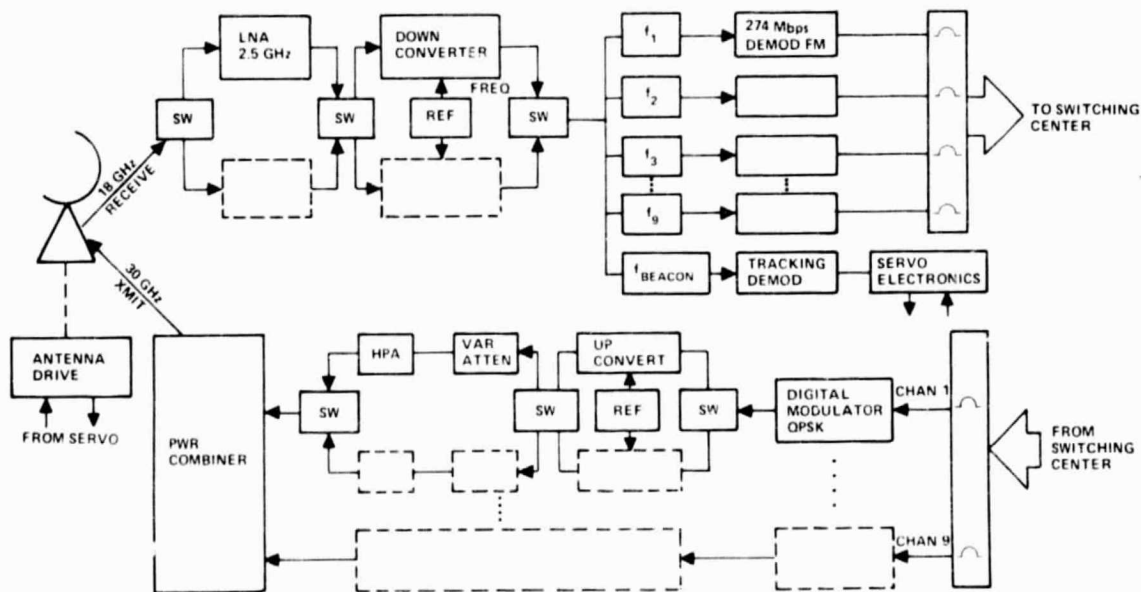 LNA
2.5 GHz
DOWN
CONVERTER
f1
274 Mbps
DEMOD FM
FREQ
SW
SW
REF
SW
f2
TO SWITCHING
CENTER
18 GHz
RECEIVE
f3
f9
30 GHz
XMIT
fBEACON
TRACKING
DEMOD
SERVO
ELECTRONICS
ANTENNA
DRIVE
FROM SERVO
PWR
COMBINER
HPA
VAR
ATTEN
UP
CONVERT
SW
SW
REF
SW
DIGITAL
MODULATOR
QPSK
CHAN 1
FROM
SWITCHING
CENTER
CHAN 9